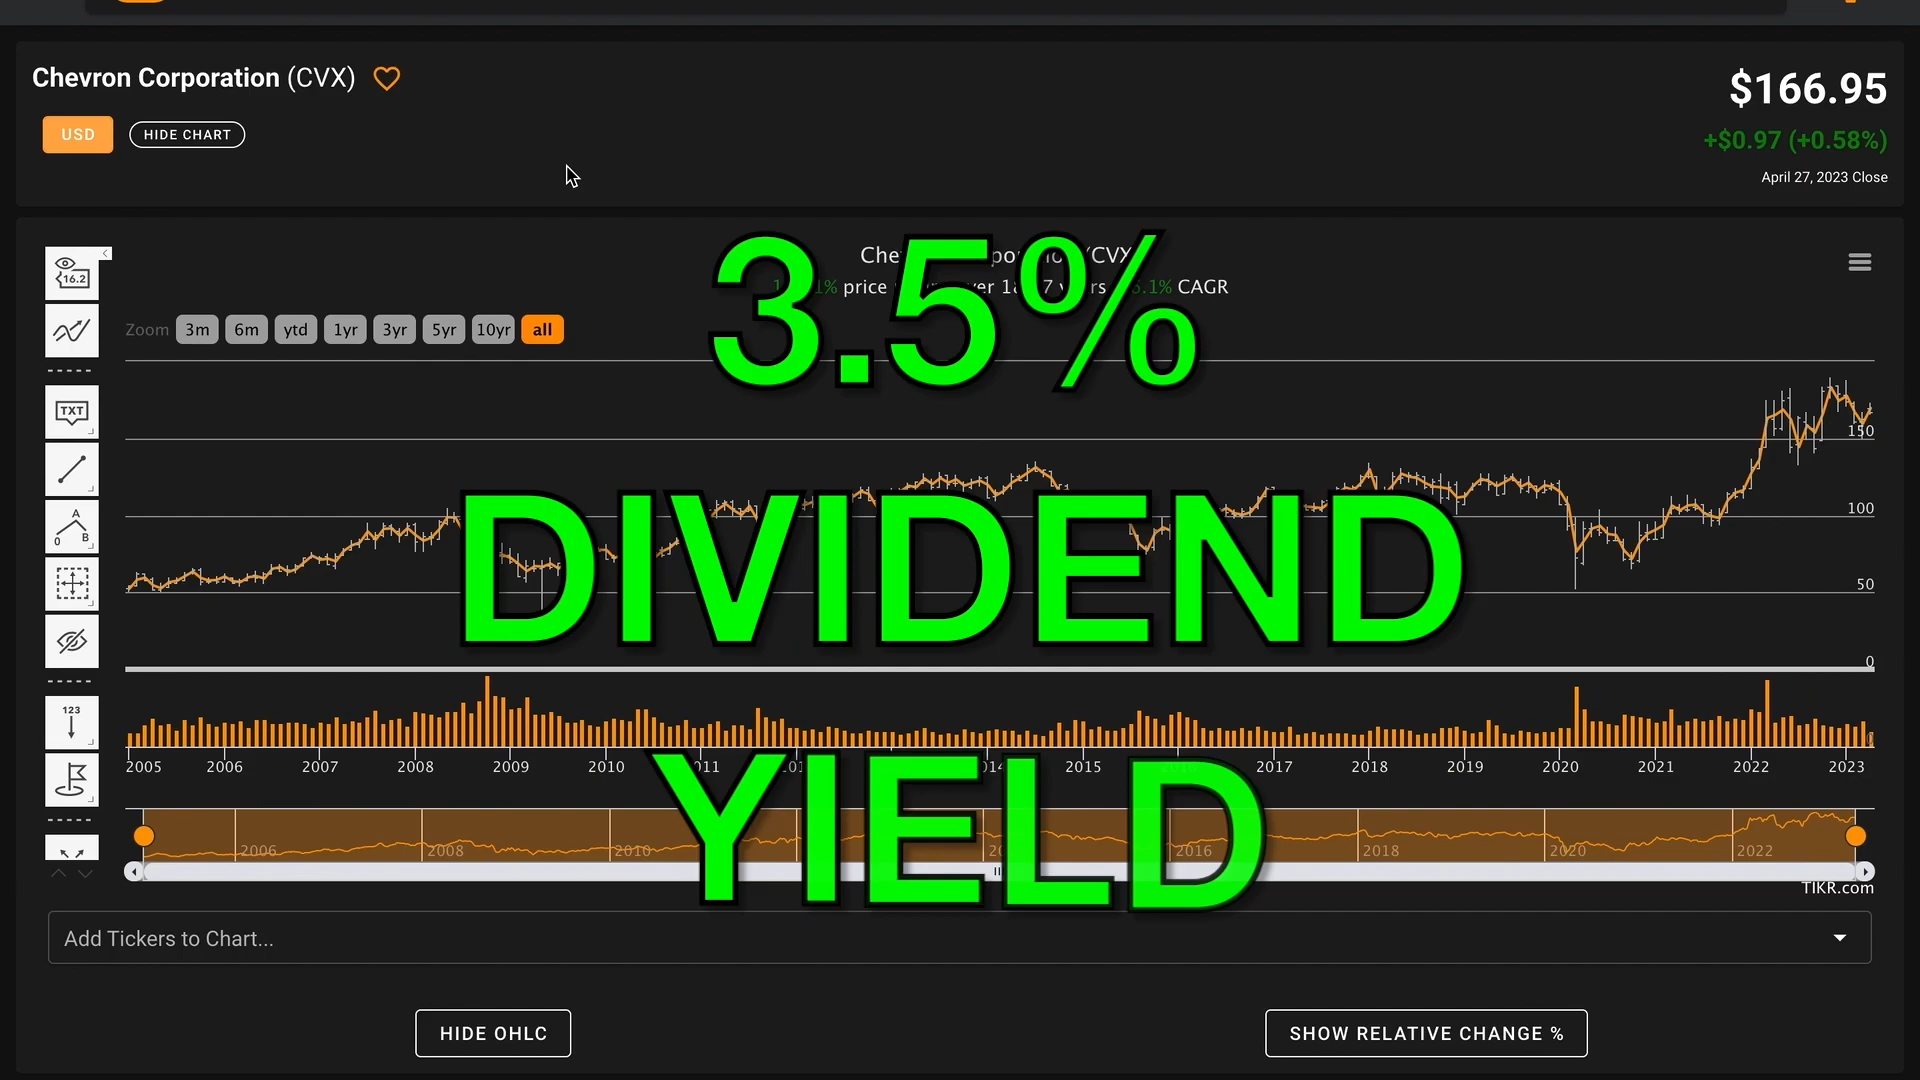 Chevron Corporation (CVX)
$166.95
USD
HIDE CHART
+$0.97 (+0.58%)
April 27, 2023 Close
3.5%
price
CAGR
Zoom 3m 6m ytd 1yr 3yr 5yr 10yr all
16.2
TXT
A
0 B
123
150
100
50
0
DIVIDEND
2005 2006 2007 2008 2009 2010 2015 2017 2018 2019 2020 2021 2022 2023
YIELD
2006 2008 2010 2016 2018 2020 2022
TIKR.com
Add Tickers to Chart...
HIDE OHLC
SHOW RELATIVE CHANGE %